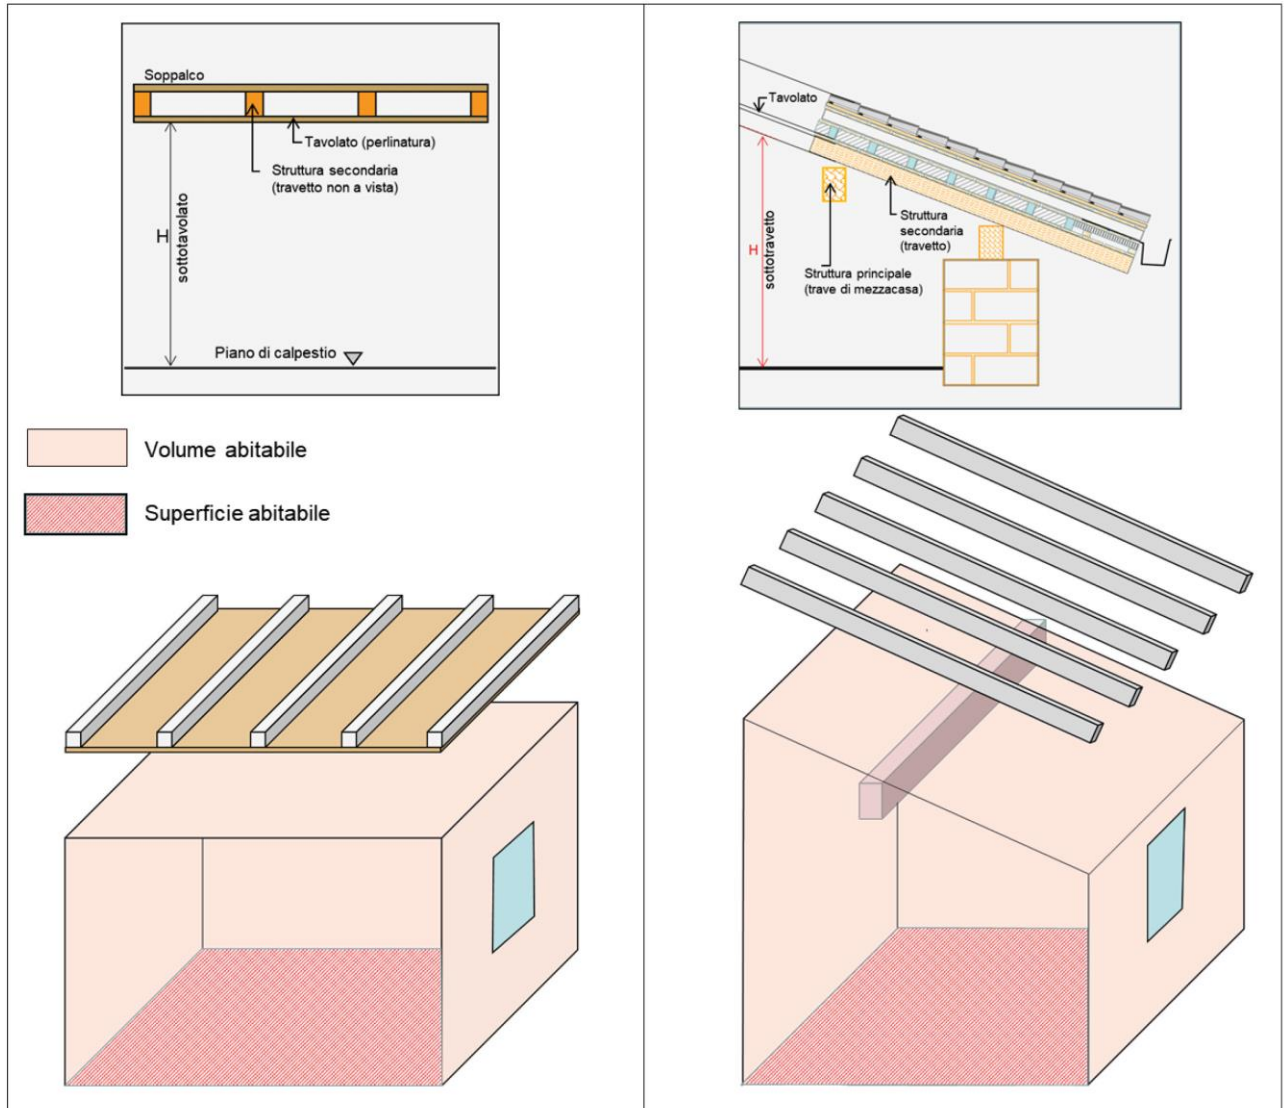 Soppalco
Tavolato (perlinatura)
Struttura secondaria
(travetto non a vista)
H
sottotavolato
Piano di calpestio
Tavolato
Struttura
secondaria
(travetto)
Struttura principale
(trave di mezzacasa)
H
sottotravetto
Volume abitabile
Superficie abitabile